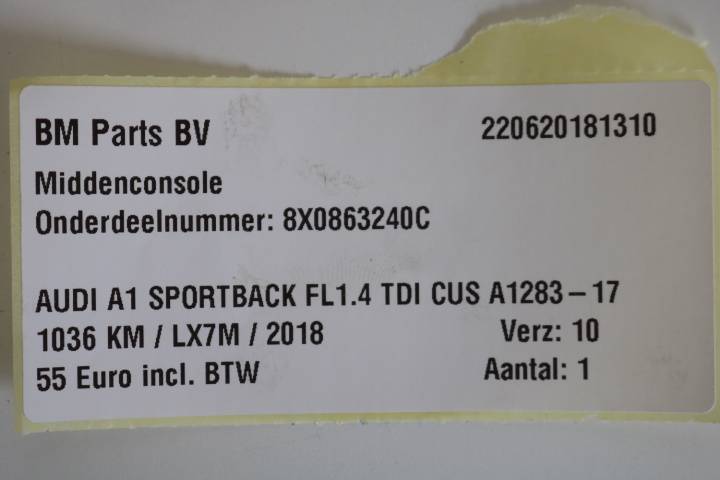 BM Parts BV 220620181310
Middenconsole
Onderdeelnummer: 8X0863240C
AUDI A1 SPORTBACK FL1.4 TDI CUS A1283-17
1036 KM / LX7M / 2018 Verz: 10
55 Euro incl. BTW Aantal: 1